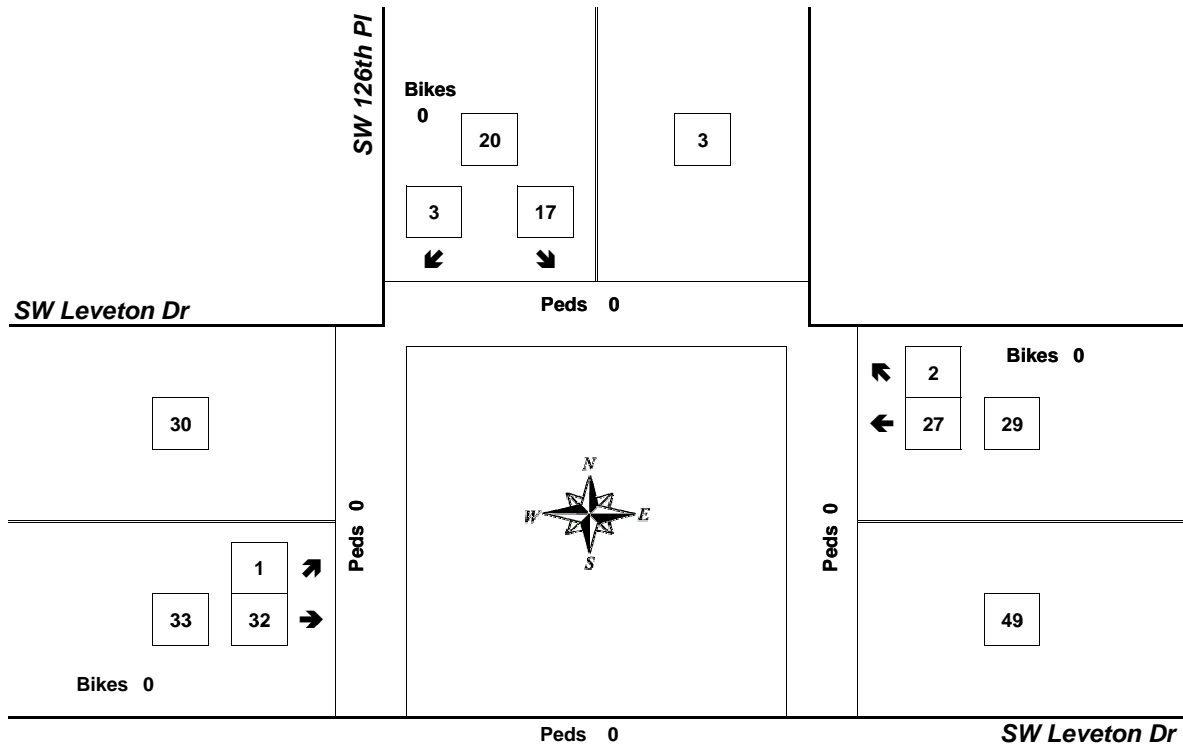 SW 126th Pl
Bikes
0
20
3
3
17
Peds 0
SW Leveton Dr
Bikes 0
2
30
27
29
N
W E
S
Peds 0
Peds 0
1
33
32
49
Bikes 0
Peds 0
SW Leveton Dr